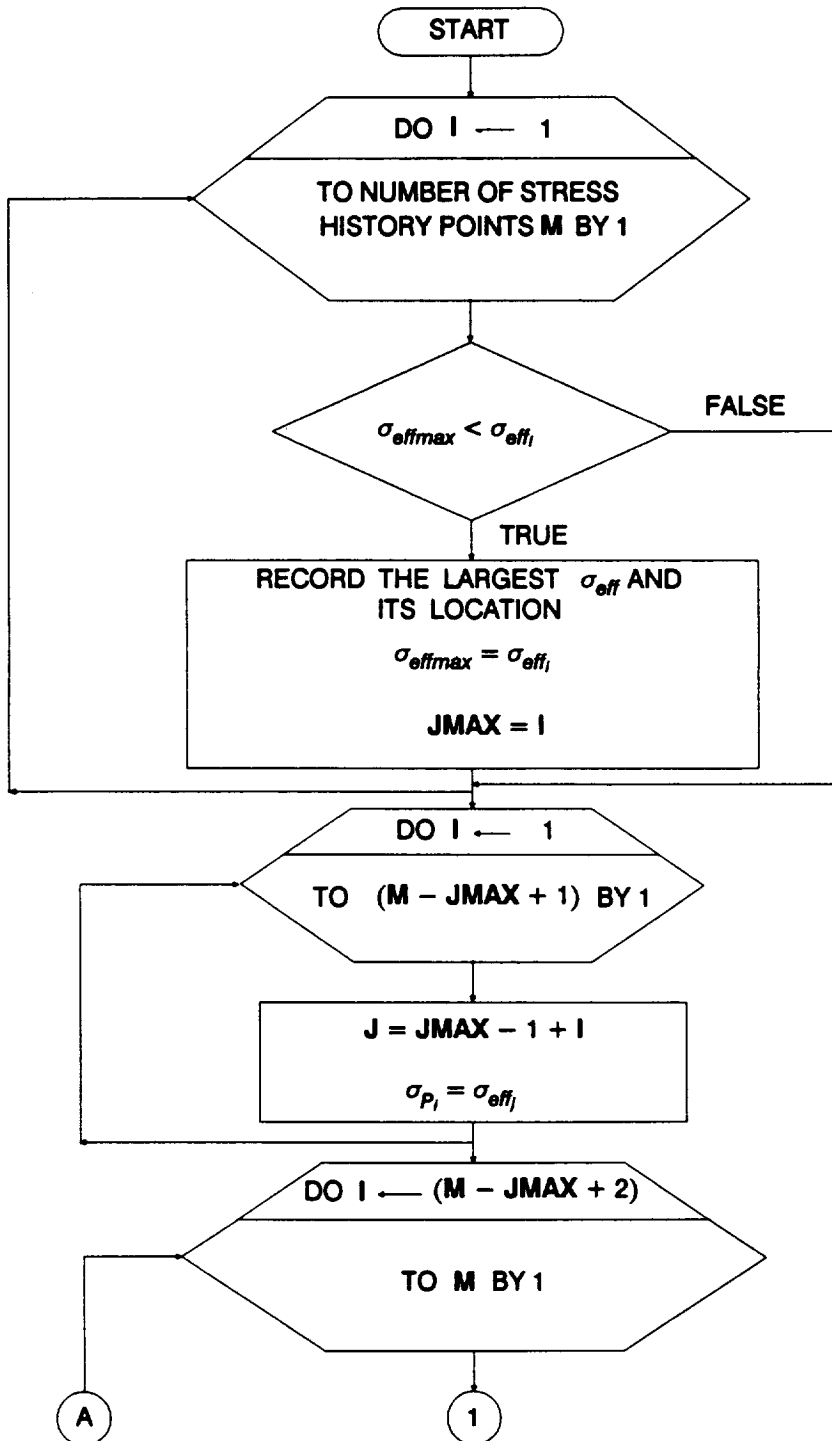 START
DO I ← 1
TO NUMBER OF STRESS
HISTORY POINTS M BY 1
σeffmax < σeffi
FALSE
TRUE
RECORD THE LARGEST σeff AND
ITS LOCATION
σeffmax = σeffi
JMAX = I
DO I ← 1
TO (M − JMAX + 1) BY 1
J = JMAX − 1 + I
σPi = σeffj
DO I ← (M − JMAX + 2)
TO M BY 1
A
1